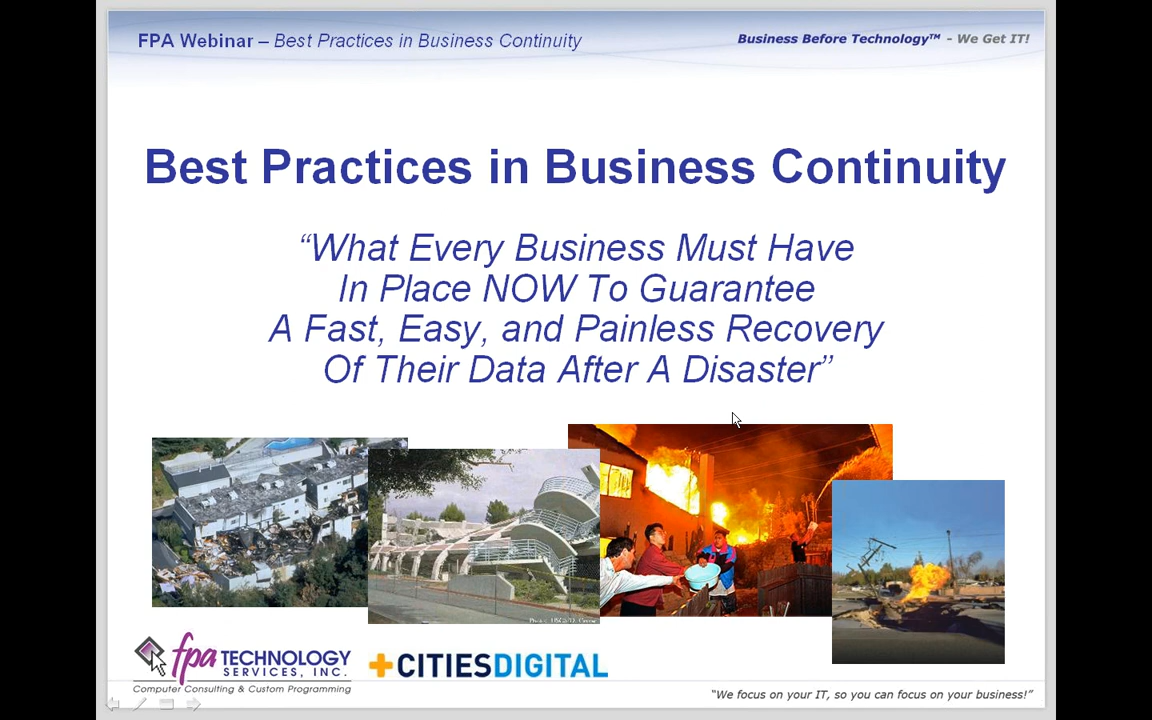 FPA Webinar – Best Practices in Business Continuity
Business Before Technology™ - We Get IT!
Best Practices in Business Continuity
“What Every Business Must Have
In Place NOW To Guarantee
A Fast, Easy, and Painless Recovery
Of Their Data After A Disaster”
fpa TECHNOLOGY
SERVICES, INC.
Computer Consulting & Custom Programming
CITIESDIGITAL
“We focus on your IT, so you can focus on your business!”